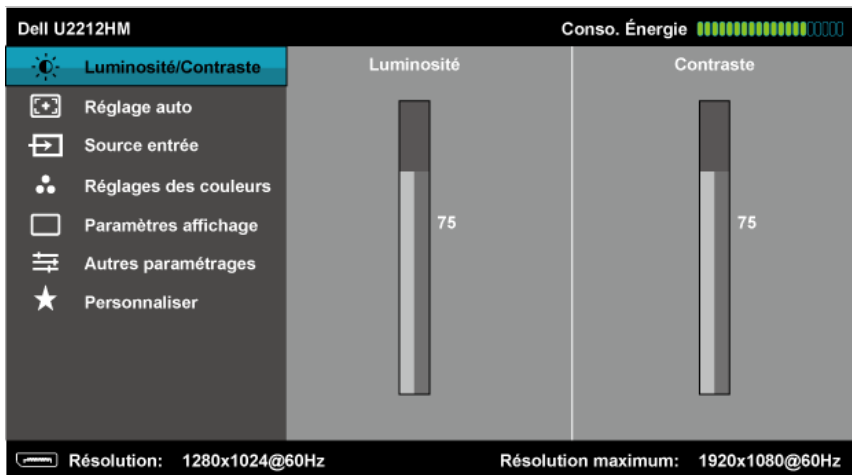 Dell U2212HM
Conso. Énergie
Luminosité/Contraste
Réglage auto
Source entrée
Réglages des couleurs
Paramètres affichage
Autres paramétrages
Personnaliser
Luminosité
75
Contraste
75
Résolution: 1280x1024@60Hz
Résolution maximum: 1920x1080@60Hz